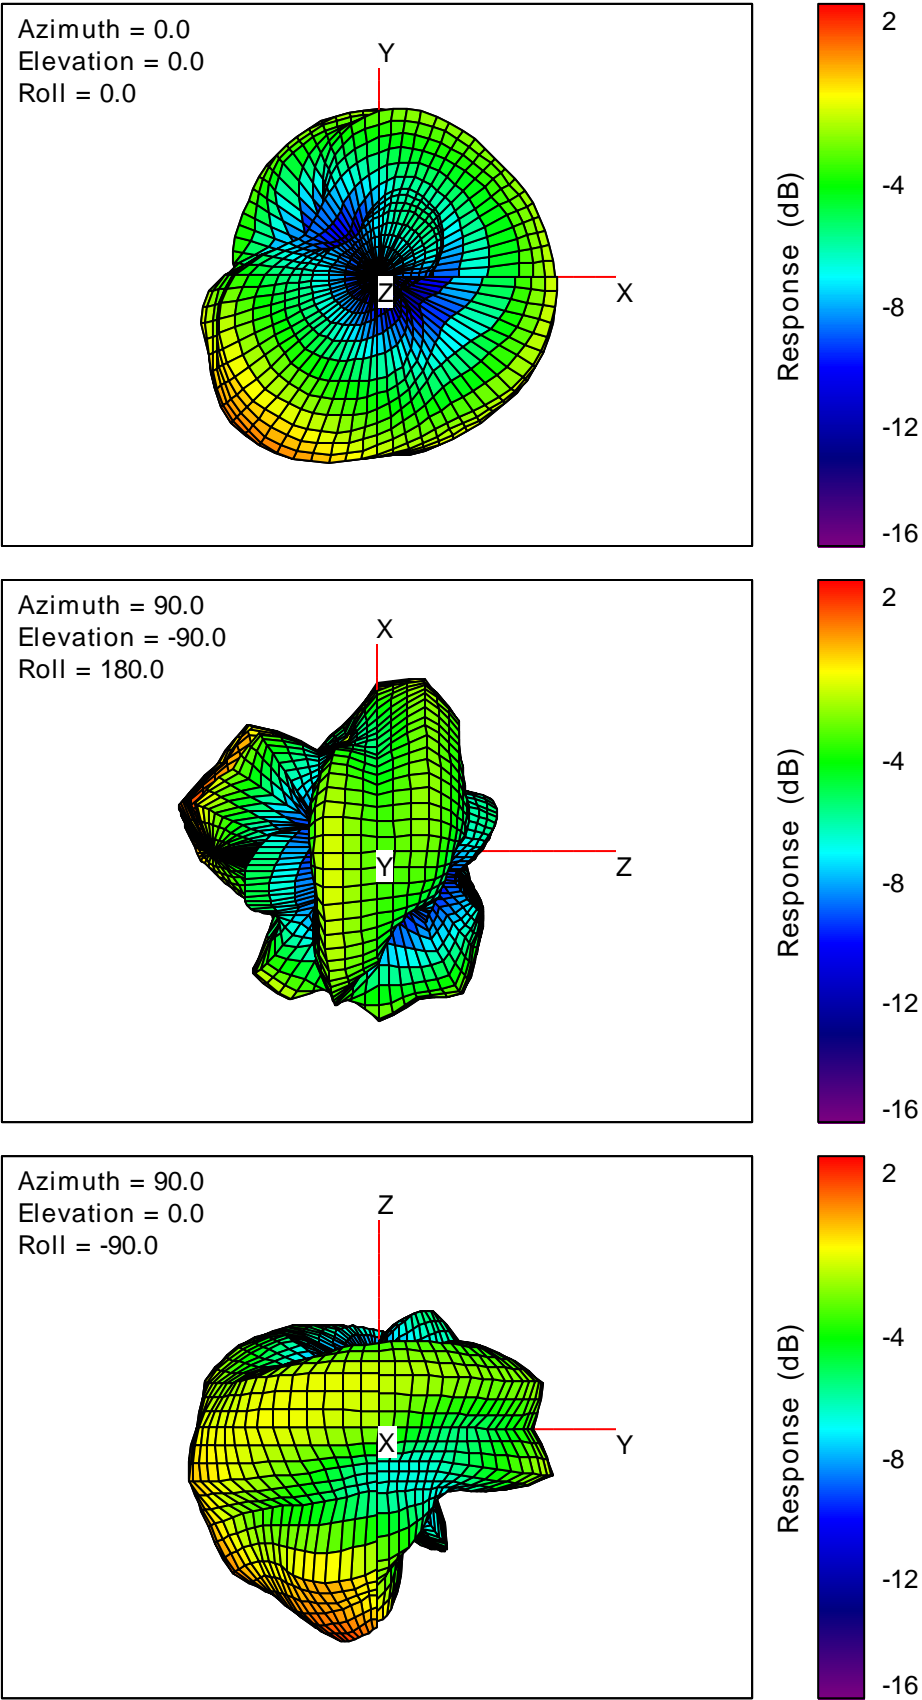 Azimuth = 0.0
Elevation = 0.0
Roll = 0.0
Y
X
Z
2
-4
-8
-12
-16
Response (dB)
Azimuth = 90.0
Elevation = -90.0
Roll = 180.0
X
Z
Y
2
-4
-8
-12
-16
Response (dB)
Azimuth = 90.0
Elevation = 0.0
Roll = -90.0
Z
Y
X
2
-4
-8
-12
-16
Response (dB)